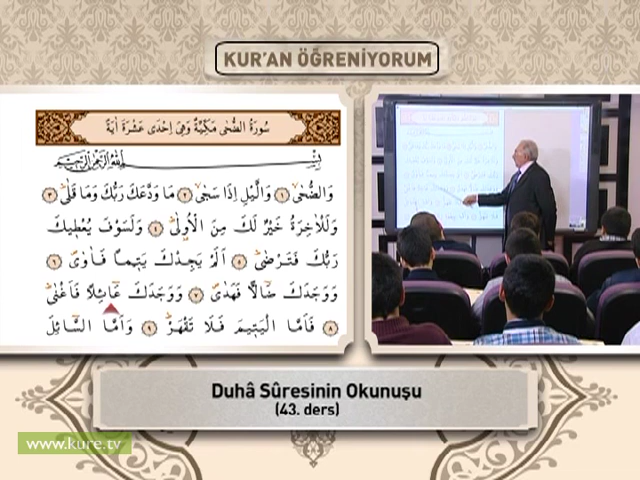 KUR'AN ÖĞRENİYORUM
سُورَةُ الضُّحٰى مَكِّيَّةٌ وَهِىَ اِحْدٰى عَشْرَةَ اٰيَةً
بِسْمِ اللّٰهِ الرَّحْمٰنِ الرَّحِيمِ
وَالضُّحٰىۙ ﴿١﴾ وَالَّيْلِ اِذَا سَجٰىۙ ﴿٢﴾ مَا وَدَّعَكَ رَبُّكَ وَمَا قَلٰىۜ ﴿٣﴾
وَلَلْاٰخِرَةُ خَيْرٌ لَكَ مِنَ الْاُولٰىۜ ﴿٤﴾ وَلَسَوْفَ يُعْطِيكَ
رَبُّكَ فَتَرْضٰىۜ ﴿٥﴾ اَلَمْ يَجِدْكَ يَتِيمًا فَاٰوٰىۖ ﴿٦﴾
وَوَجَدَكَ ضَٓالًّا فَهَدٰىۖ ﴿٧﴾ وَوَجَدَكَ عَٓائِلًا فَاَغْنٰىۜ
﴿٨﴾ فَاَمَّا الْيَتِيمَ فَلَا تَقْهَرْۜ ﴿٩﴾ وَاَمَّا السَّٓائِلَ
Duhâ Sûresinin Okunuşu
(43. ders)
www.kure.tv